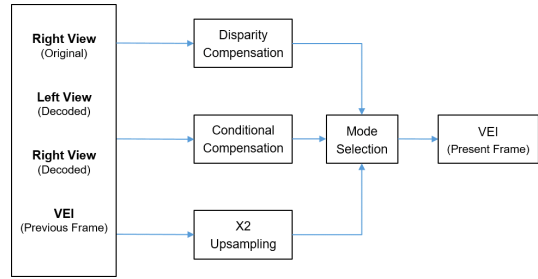 Right View
(Original)
Left View
(Decoded)
Right View
(Decoded)
VEI
(Previous Frame)
Disparity
Compensation
Conditional
Compensation
X2
Upsampling
Mode
Selection
VEI
(Present Frame)